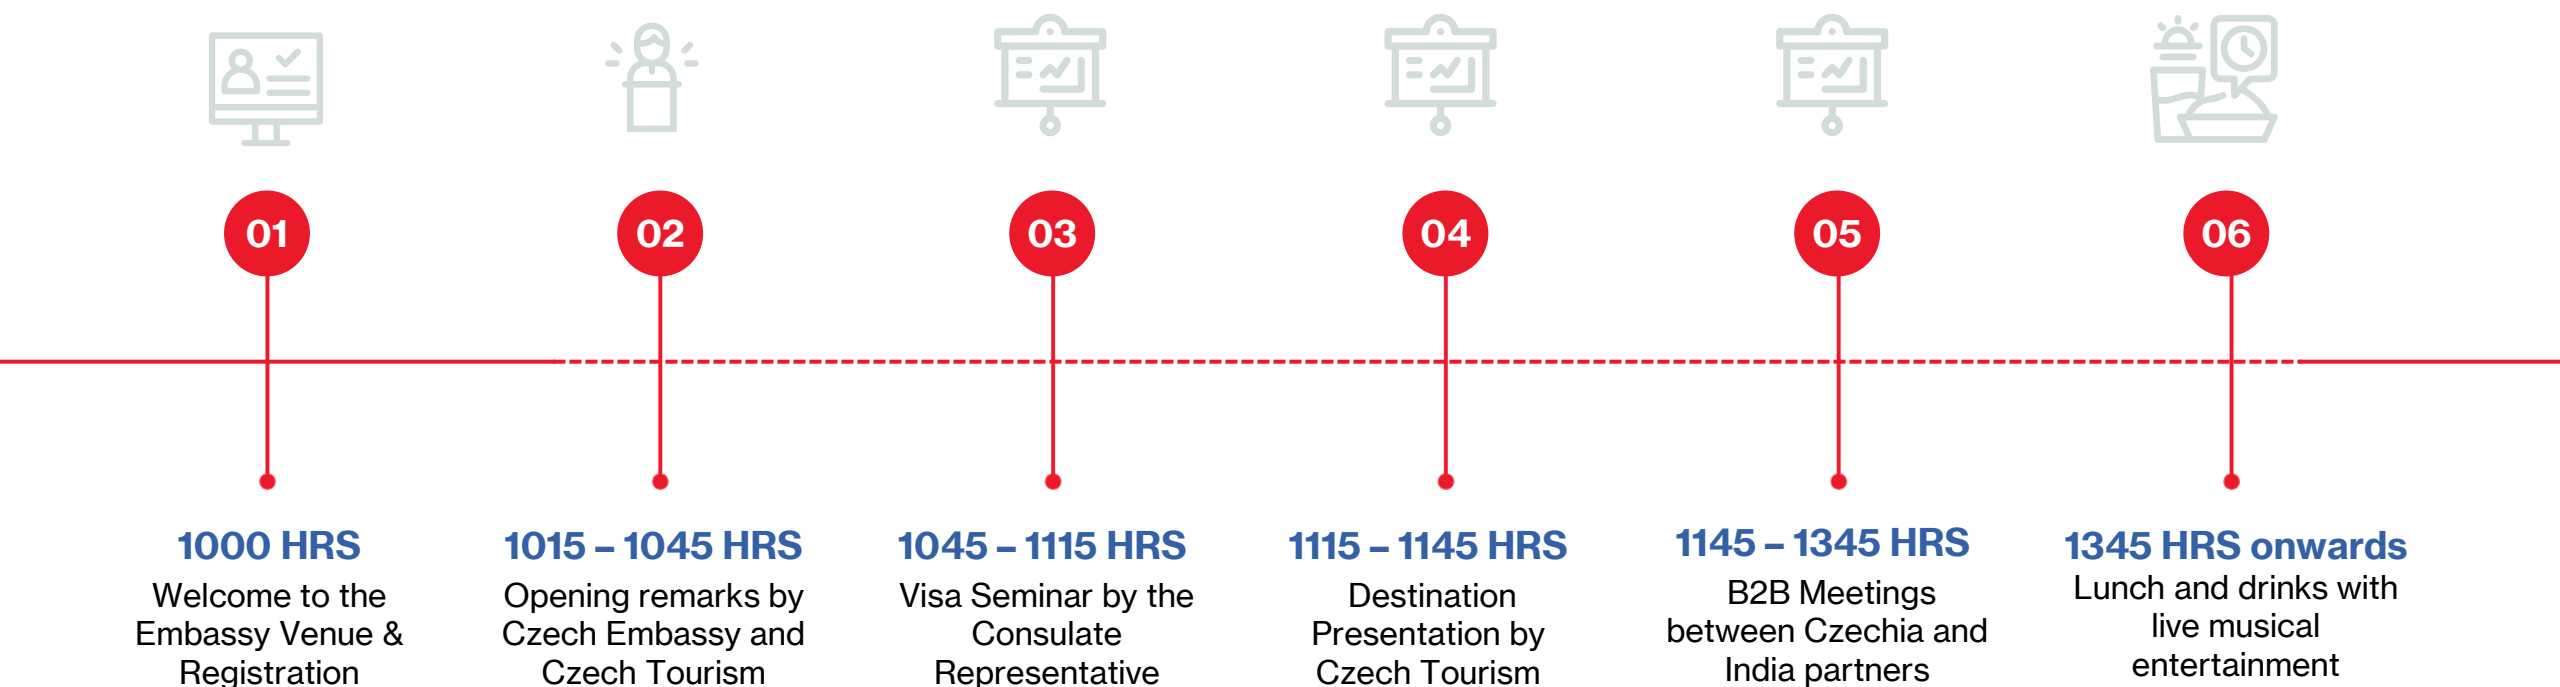 01
02
03
04
05
06
1000 HRS
Welcome to the
Embassy Venue &
Registration
1015 – 1045 HRS
Opening remarks by
Czech Embassy and
Czech Tourism
1045 – 1115 HRS
Visa Seminar by the
Consulate
Representative
1115 – 1145 HRS
Destination
Presentation by
Czech Tourism
1145 – 1345 HRS
B2B Meetings
between Czechia and
India partners
1345 HRS onwards
Lunch and drinks with
live musical
entertainment